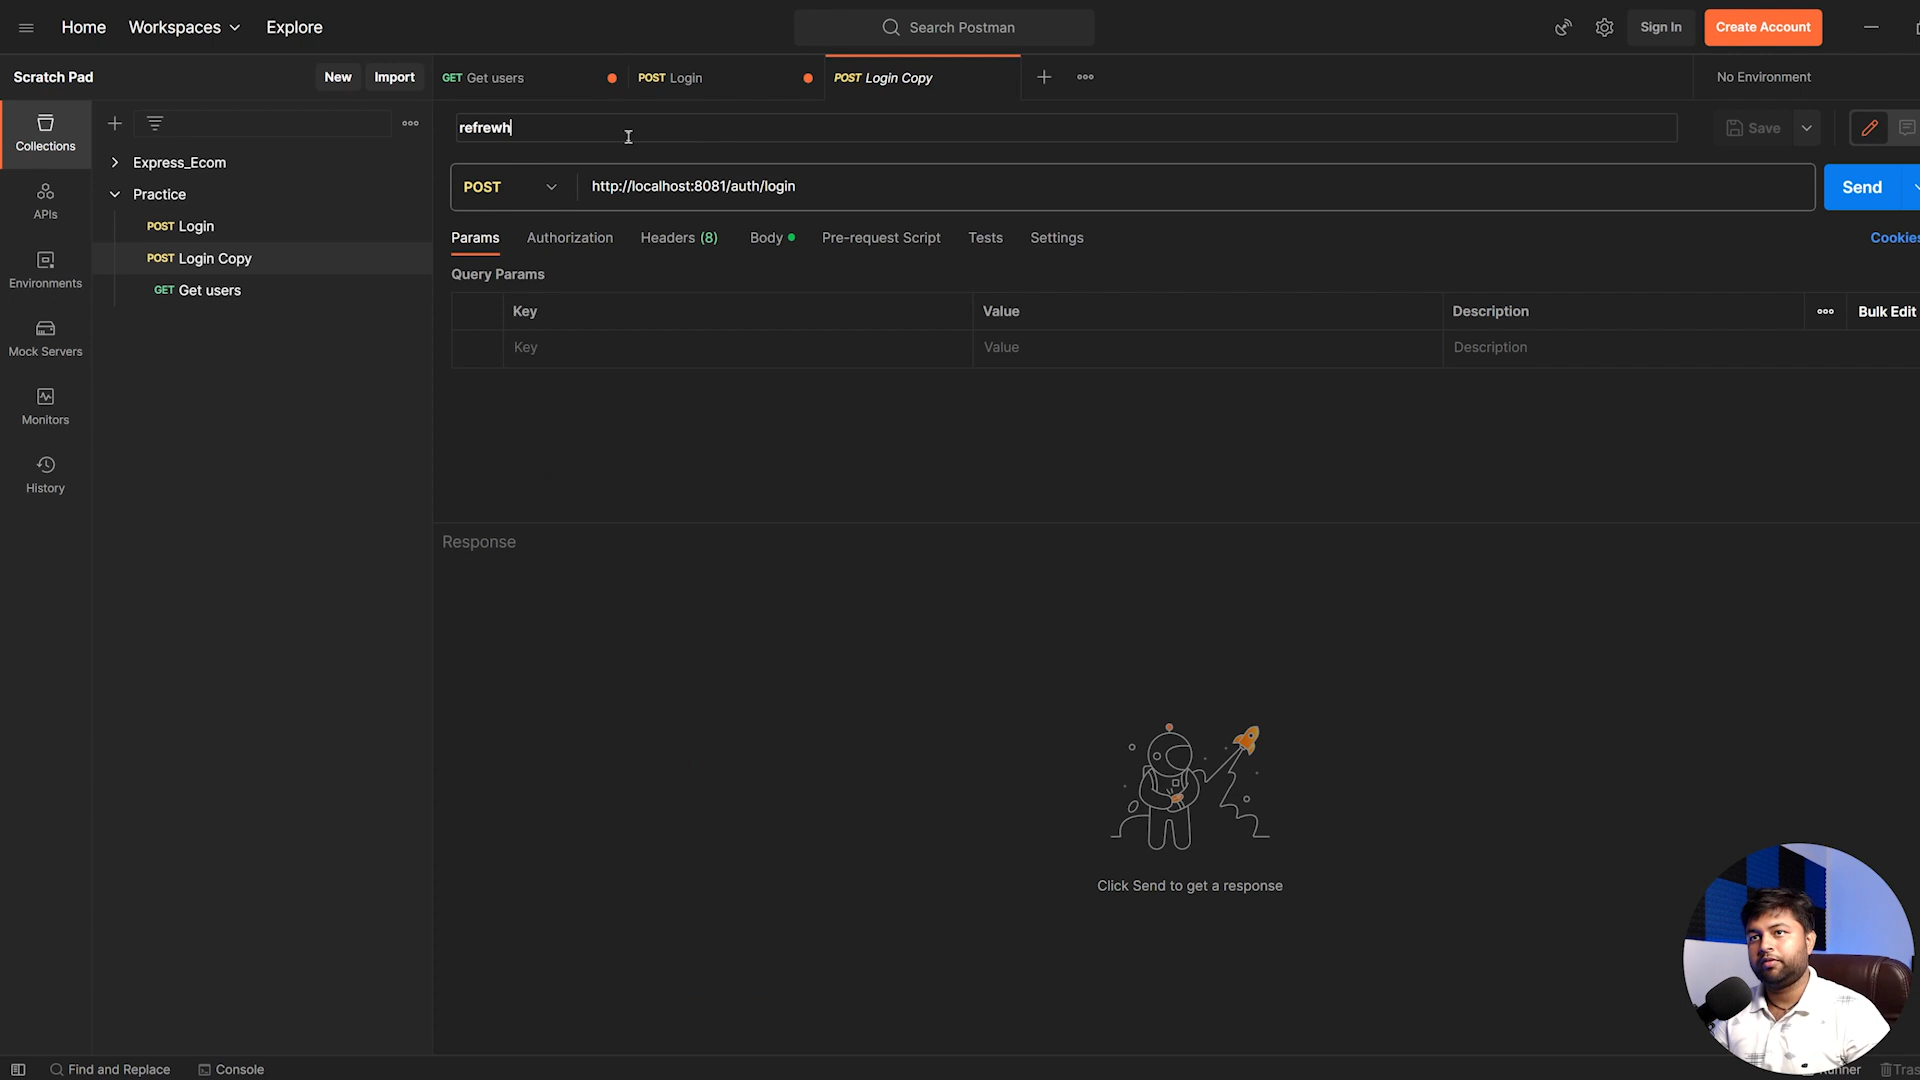 Home Workspaces Explore Search Postman Sign In Create Account
Scratch Pad New Import GET Get users POST Login POST Login Copy No Environment
Collections
refrewh Save
Express_Ecom
Practice
POST Login
POST Login Copy
GET Get users
APIs
Environments
Mock Servers
Monitors
History
POST http://localhost:8081/auth/login Send
Params Authorization Headers (8) Body Pre-request Script Tests Settings Cookies
Query Params
Key Value Description Bulk Edit
Key Value Description
Response
Click Send to get a response
Find and Replace Console